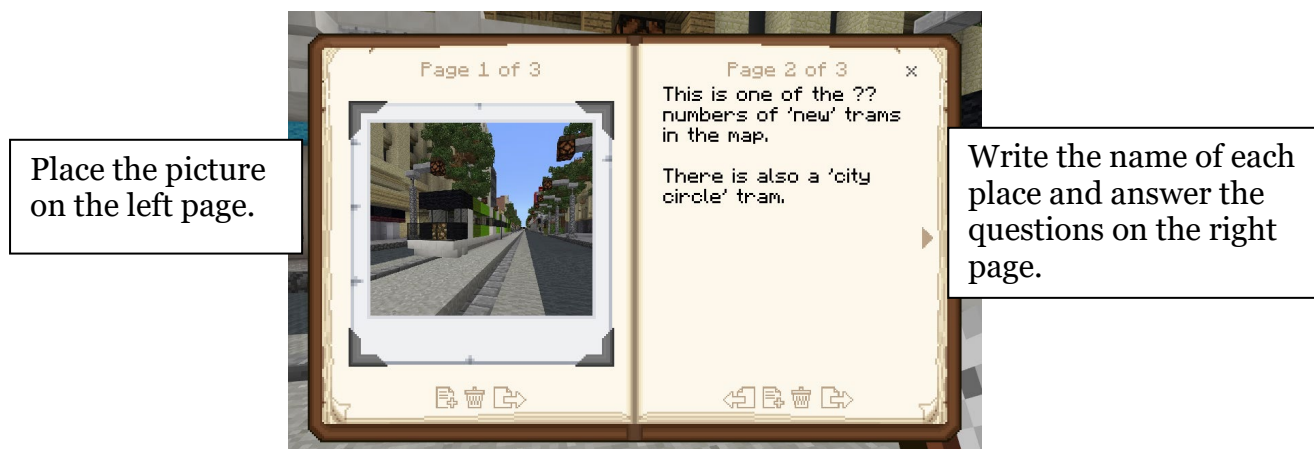 Place the picture
on the left page.
Page 1 of 3
Page 2 of 3 x
This is one of the ??
numbers of 'new' trams
in the map.
There is also a 'city
circle' tram.
Write the name of each
place and answer the
questions on the right
page.